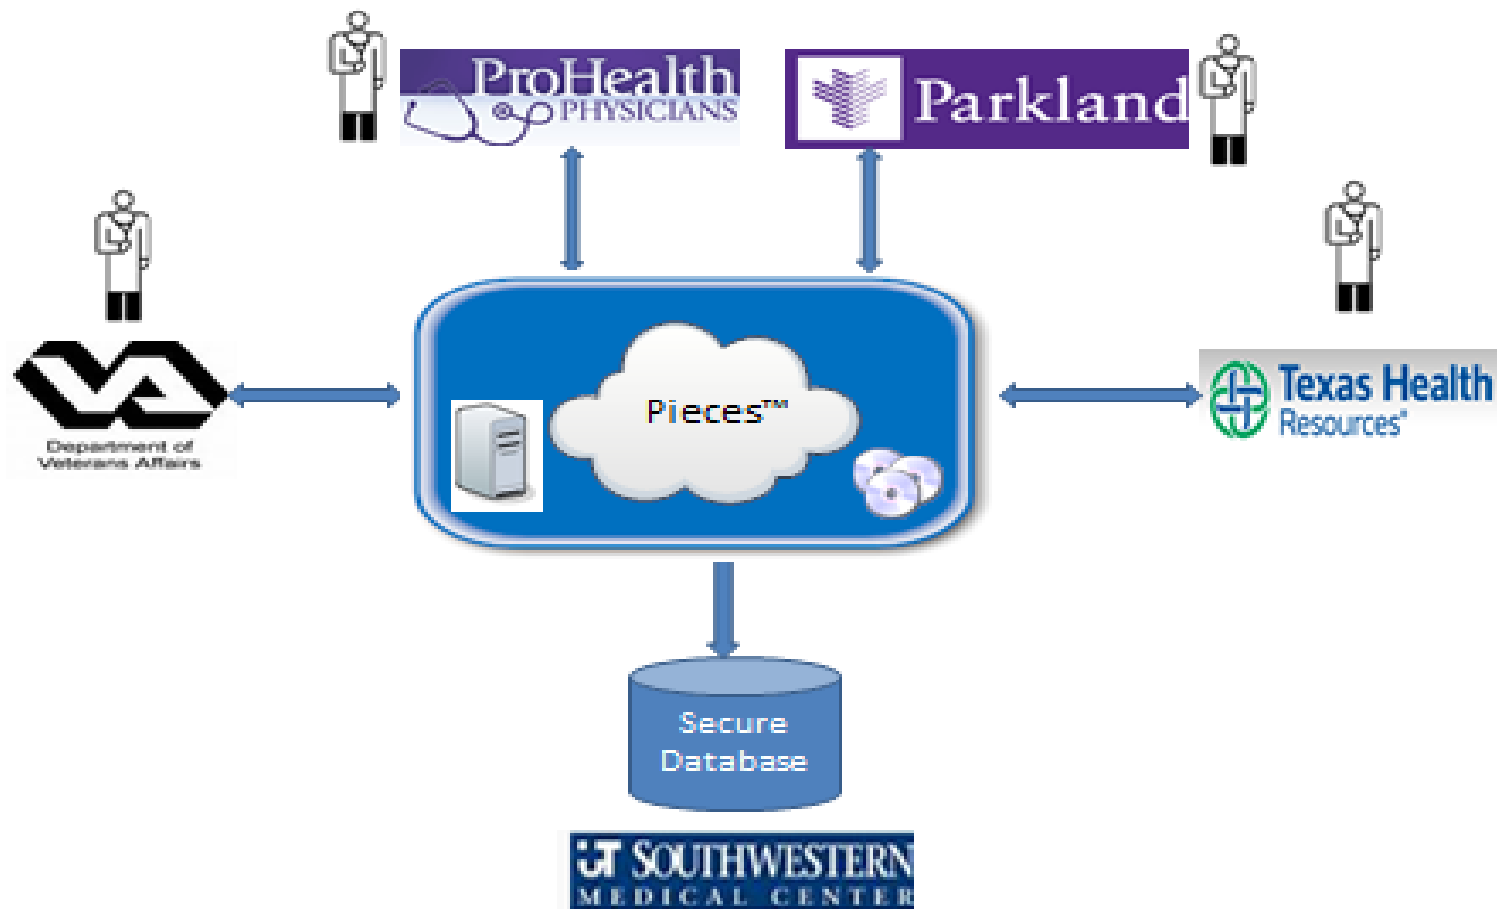 ProHealth
PHYSICIANS
Parkland
Department of
Veterans Affairs
Pieces™
Texas Health
Resources®
Secure
Database
UT SOUTHWESTERN
MEDICAL CENTER